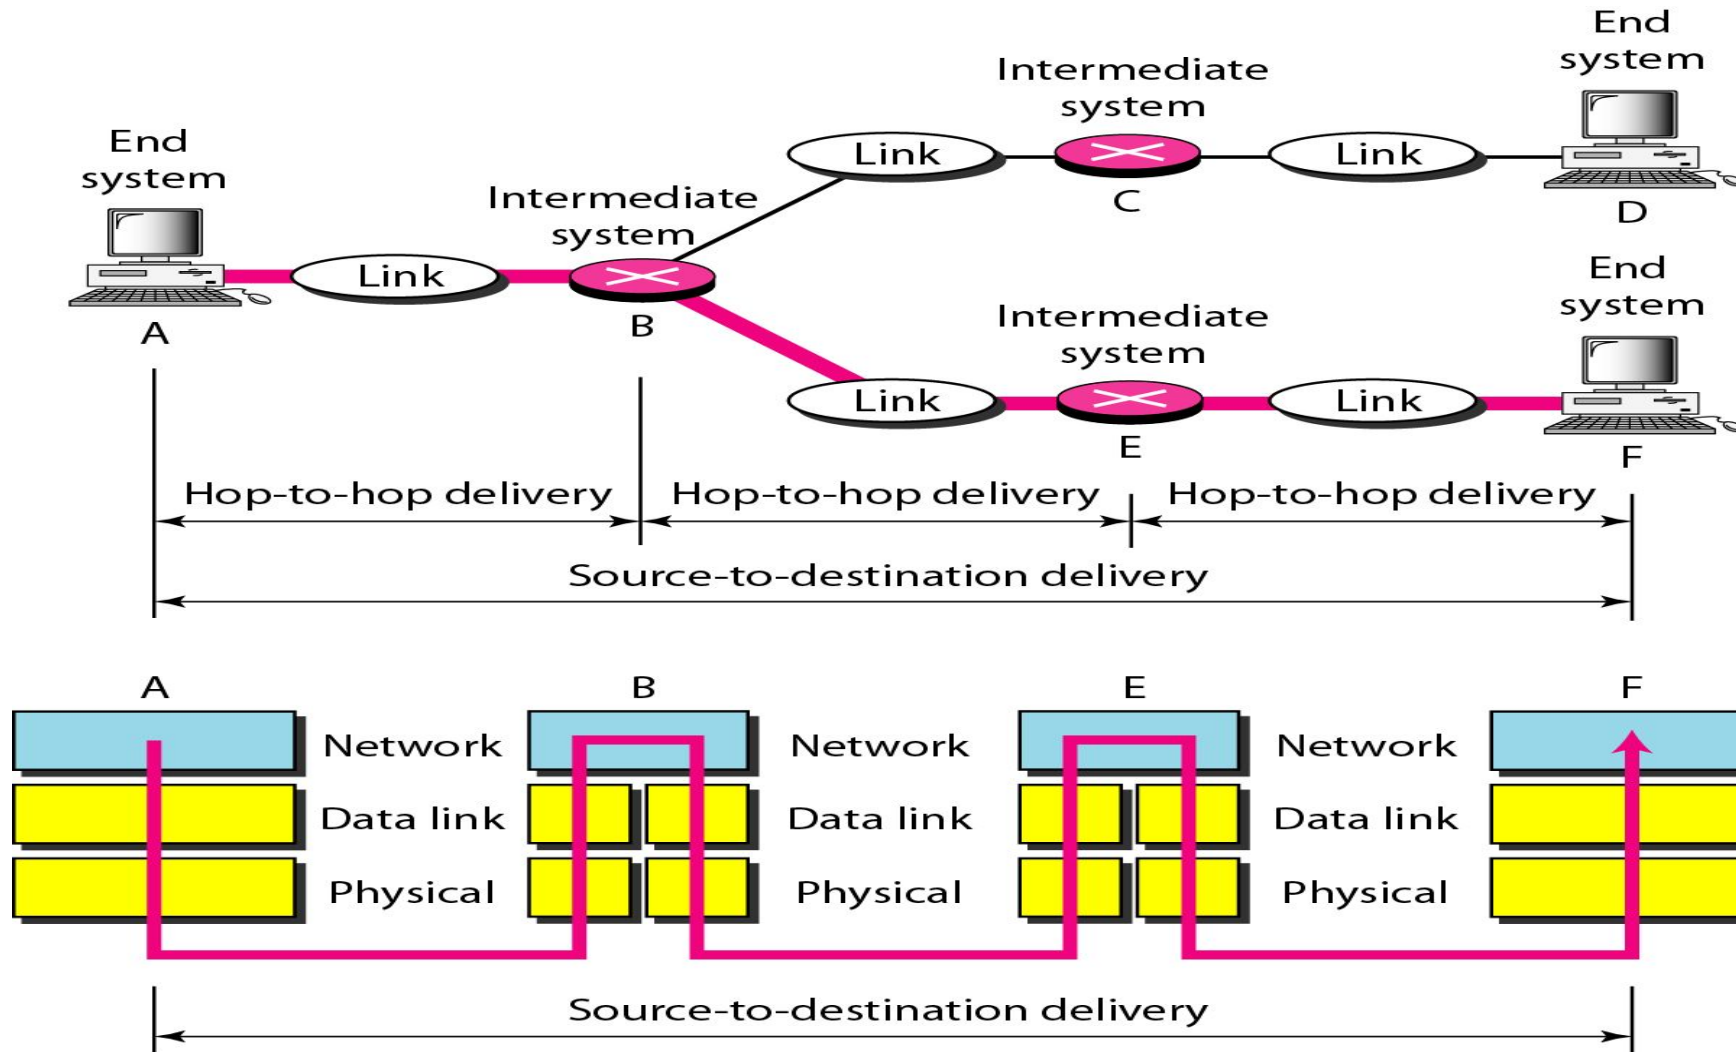 End
system
Intermediate
system
End
system
Link
C
Link
D
Intermediate
system
Link
A
B
Intermediate
system
End
system
Link
E
Link
F
Hop-to-hop delivery
Hop-to-hop delivery
Hop-to-hop delivery
Source-to-destination delivery
A
B
E
F
Network
Network
Network
Data link
Data link
Data link
Physical
Physical
Physical
Source-to-destination delivery